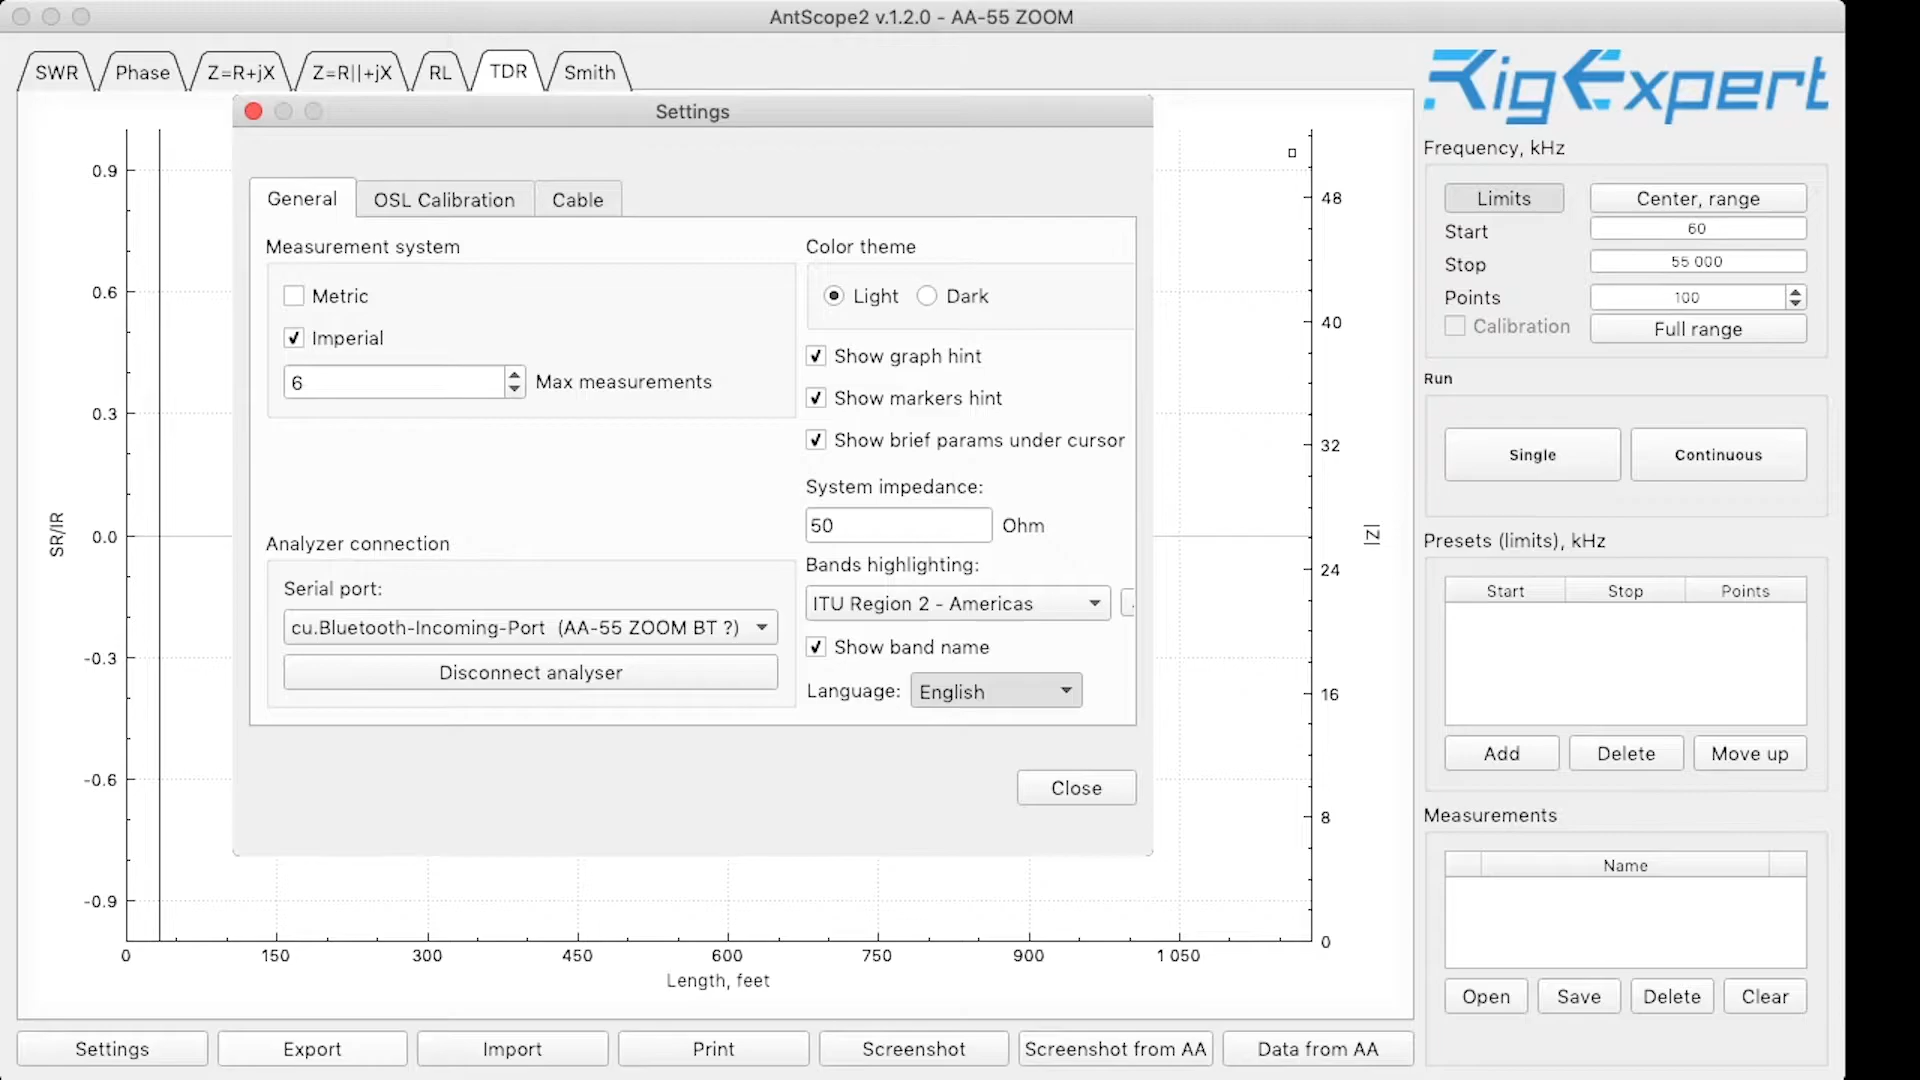 AntScope2 v.1.2.0 - AA-55 ZOOM
SWR
Phase
Z=R+jX
Z=R||+jX
RL
TDR
Smith
RigExpert
Settings
General
OSL Calibration
Cable
Measurement system
Metric
Imperial
6
Max measurements
Analyzer connection
Serial port:
cu.Bluetooth-Incoming-Port (AA-55 ZOOM BT ?)
Disconnect analyser
Color theme
Light
Dark
Show graph hint
Show markers hint
Show brief params under cursor
System impedance:
50
Ohm
Bands highlighting:
ITU Region 2 - Americas
Show band name
Language:
English
Close
0.9
0.6
0.3
0.0
-0.3
-0.6
-0.9
SR/IR
0
150
300
450
600
750
900
1 050
Length, feet
48
40
32
24
16
8
0
|Z|
Frequency, kHz
Limits
Center, range
Start
60
Stop
55 000
Points
100
Calibration
Full range
Run
Single
Continuous
Presets (limits), kHz
Start
Stop
Points
Add
Delete
Move up
Measurements
Name
Open
Save
Delete
Clear
Settings
Export
Import
Print
Screenshot
Screenshot from AA
Data from AA